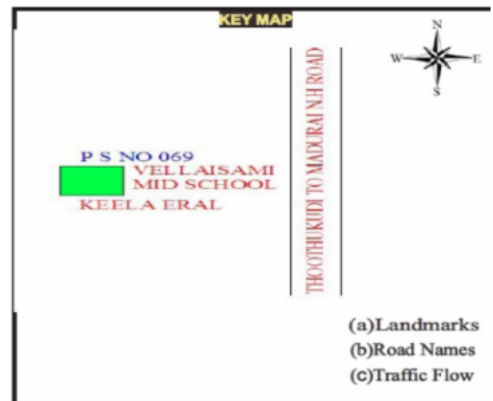 KEY MAP
N
W E
S
THOOTHUKUDI TO MADURAI N.H ROAD
P S NO 069
VELLAISAMI
MID SCHOOL
KEELA ERAL
(a)Landmarks
(b)Road Names
(c)Traffic Flow